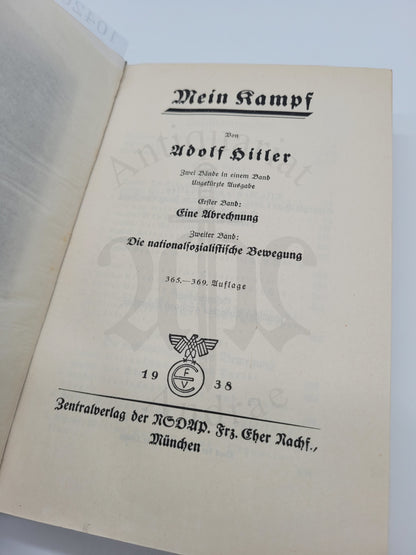 Mein Kampf
Von
Adolf Hitler
Zwei Bände in einem Band
Ungekürzte Ausgabe
Erster Band:
Eine Abrechnung
Zweiter Band:
Die nationalsozialistische Bewegung
365.—369. Auflage
19 38
F
V
Zentralverlag der NSDAP. Frz. Eher Nachf.,
München
Antiquariat